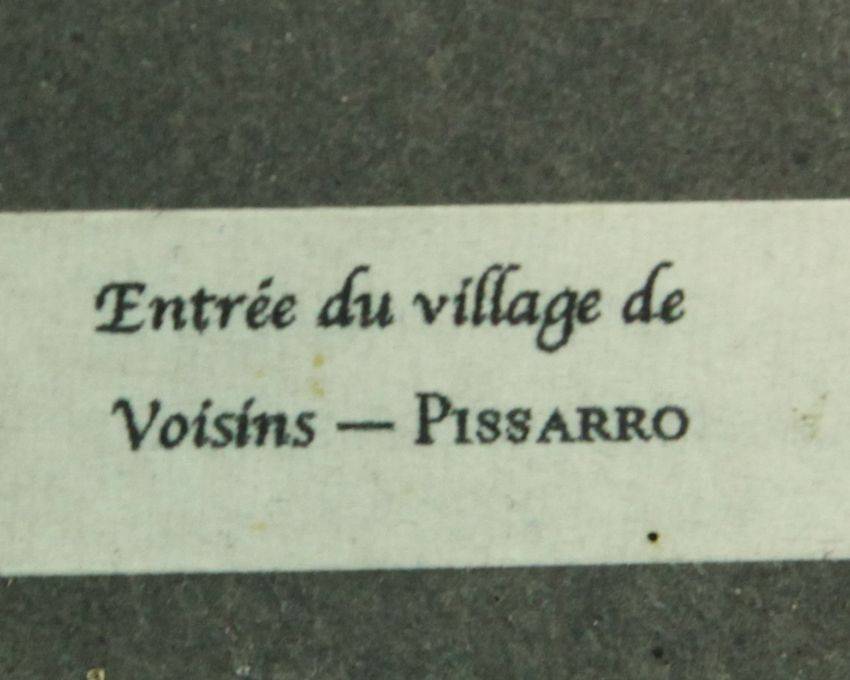 Entrée du village de
Voisins — PISSARRO